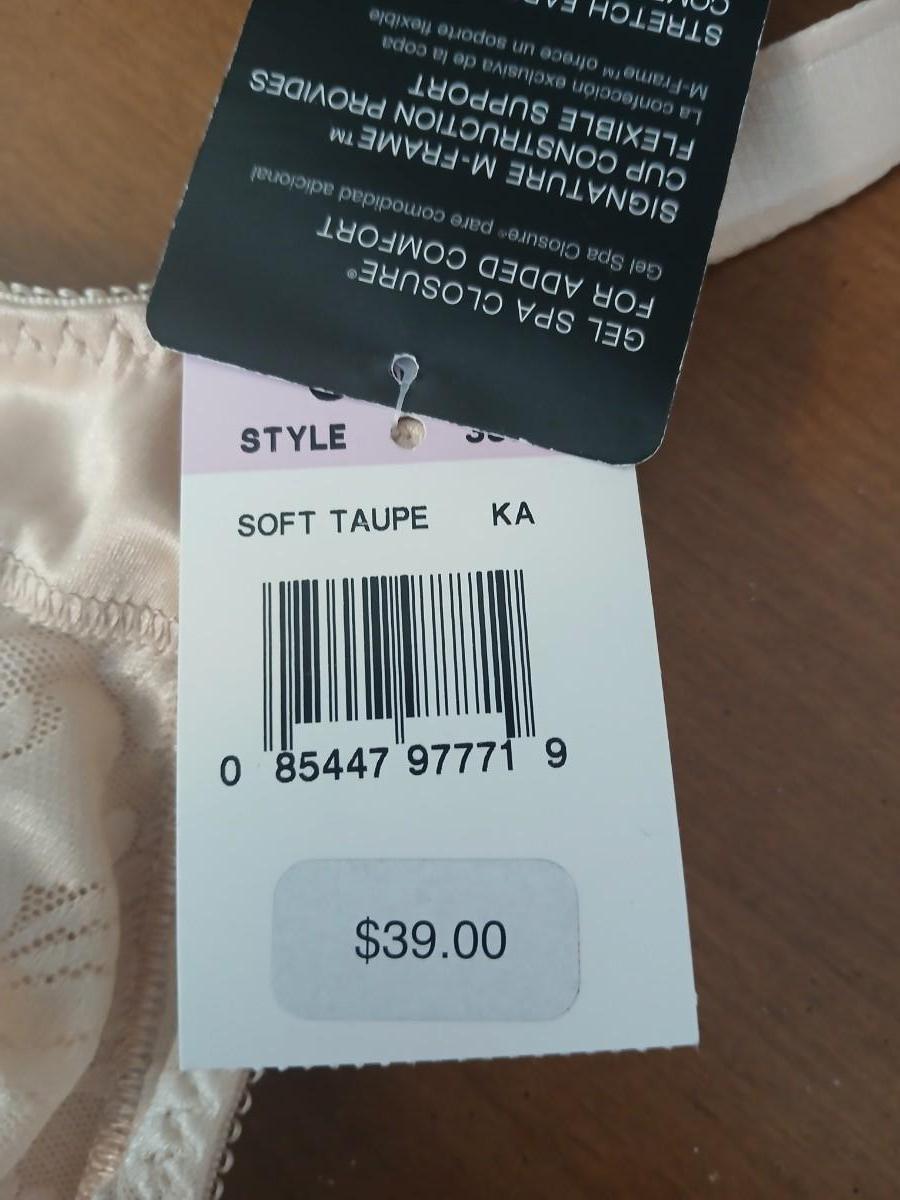 GEL SPA CLOSURE®
FOR ADDED COMFORT
Gel Spa Closure® pare comodidad adicional
SIGNATURE M-FRAME™
CUP CONSTRUCTION PROVIDES
FLEXIBLE SUPPORT
La confección exclusiva de la copa
M-Frame™ ofrece un soporte flexible
STRETCH
STYLE
SOFT TAUPE KA
0 85447 97771 9
$39.00